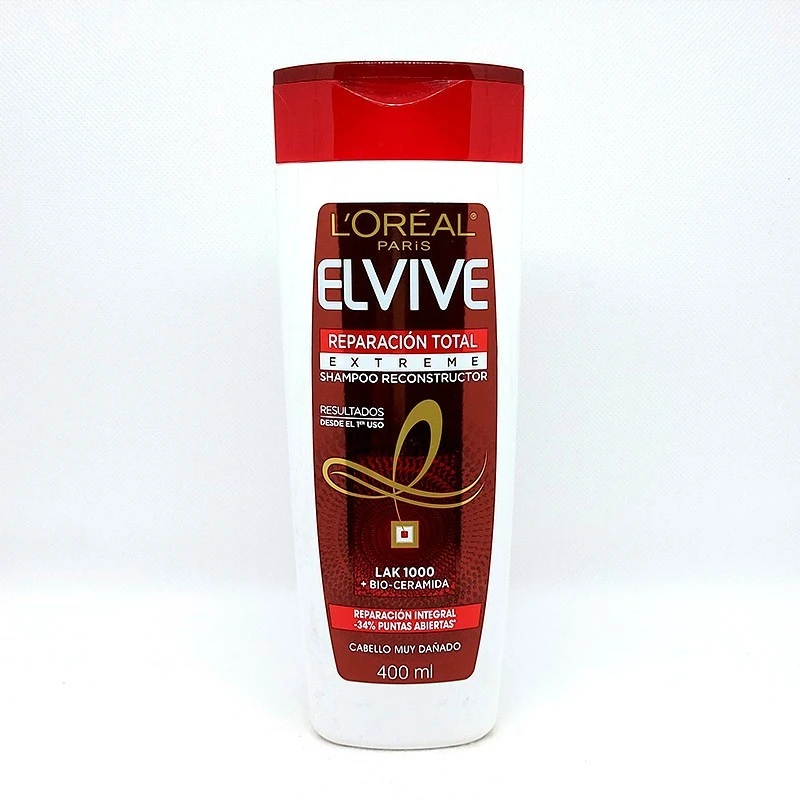 L'ORÉAL®
PARiS
ELVIVE
REPARACIÓN TOTAL
EXTREME
SHAMPOO RECONSTRUCTOR
RESULTADOS
DESDE EL 1ER USO
LAK 1000
+ BIO-CERAMIDA
REPARACIÓN INTEGRAL
-34% PUNTAS ABIERTAS*
CABELLO MUY DAÑADO
400 ml